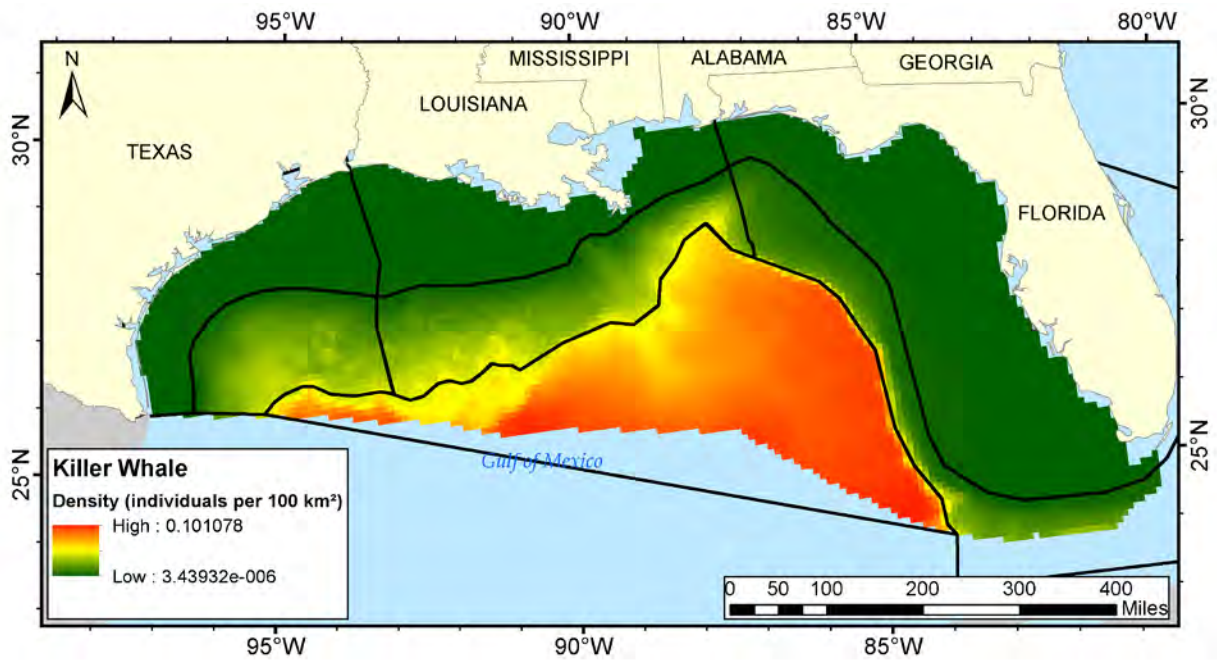 95°W 90°W 85°W 80°W
N
MISSISSIPPI ALABAMA GEORGIA
LOUISIANA
TEXAS
30°N 30°N
FLORIDA
25°N 25°N
Gulf of Mexico
Killer Whale
Density (individuals per 100 km²)
High : 0.101078
Low : 3.43932e-006
0 50 100 200 300 400
Miles
95°W 90°W 85°W 80°W